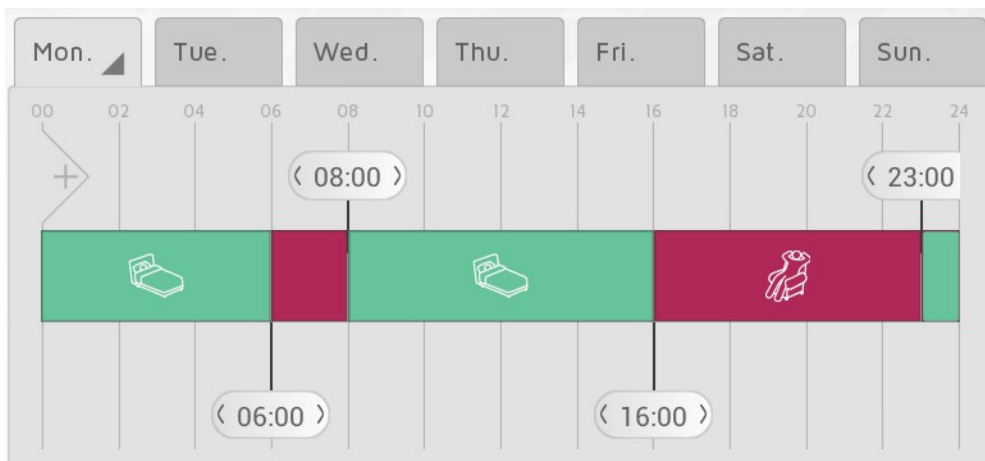 Mon. Tue. Wed. Thu. Fri. Sat. Sun.
00 02 04 06 08 10 12 14 16 18 20 22 24
+
< 08:00 > < 23:00
< 06:00 > < 16:00 >